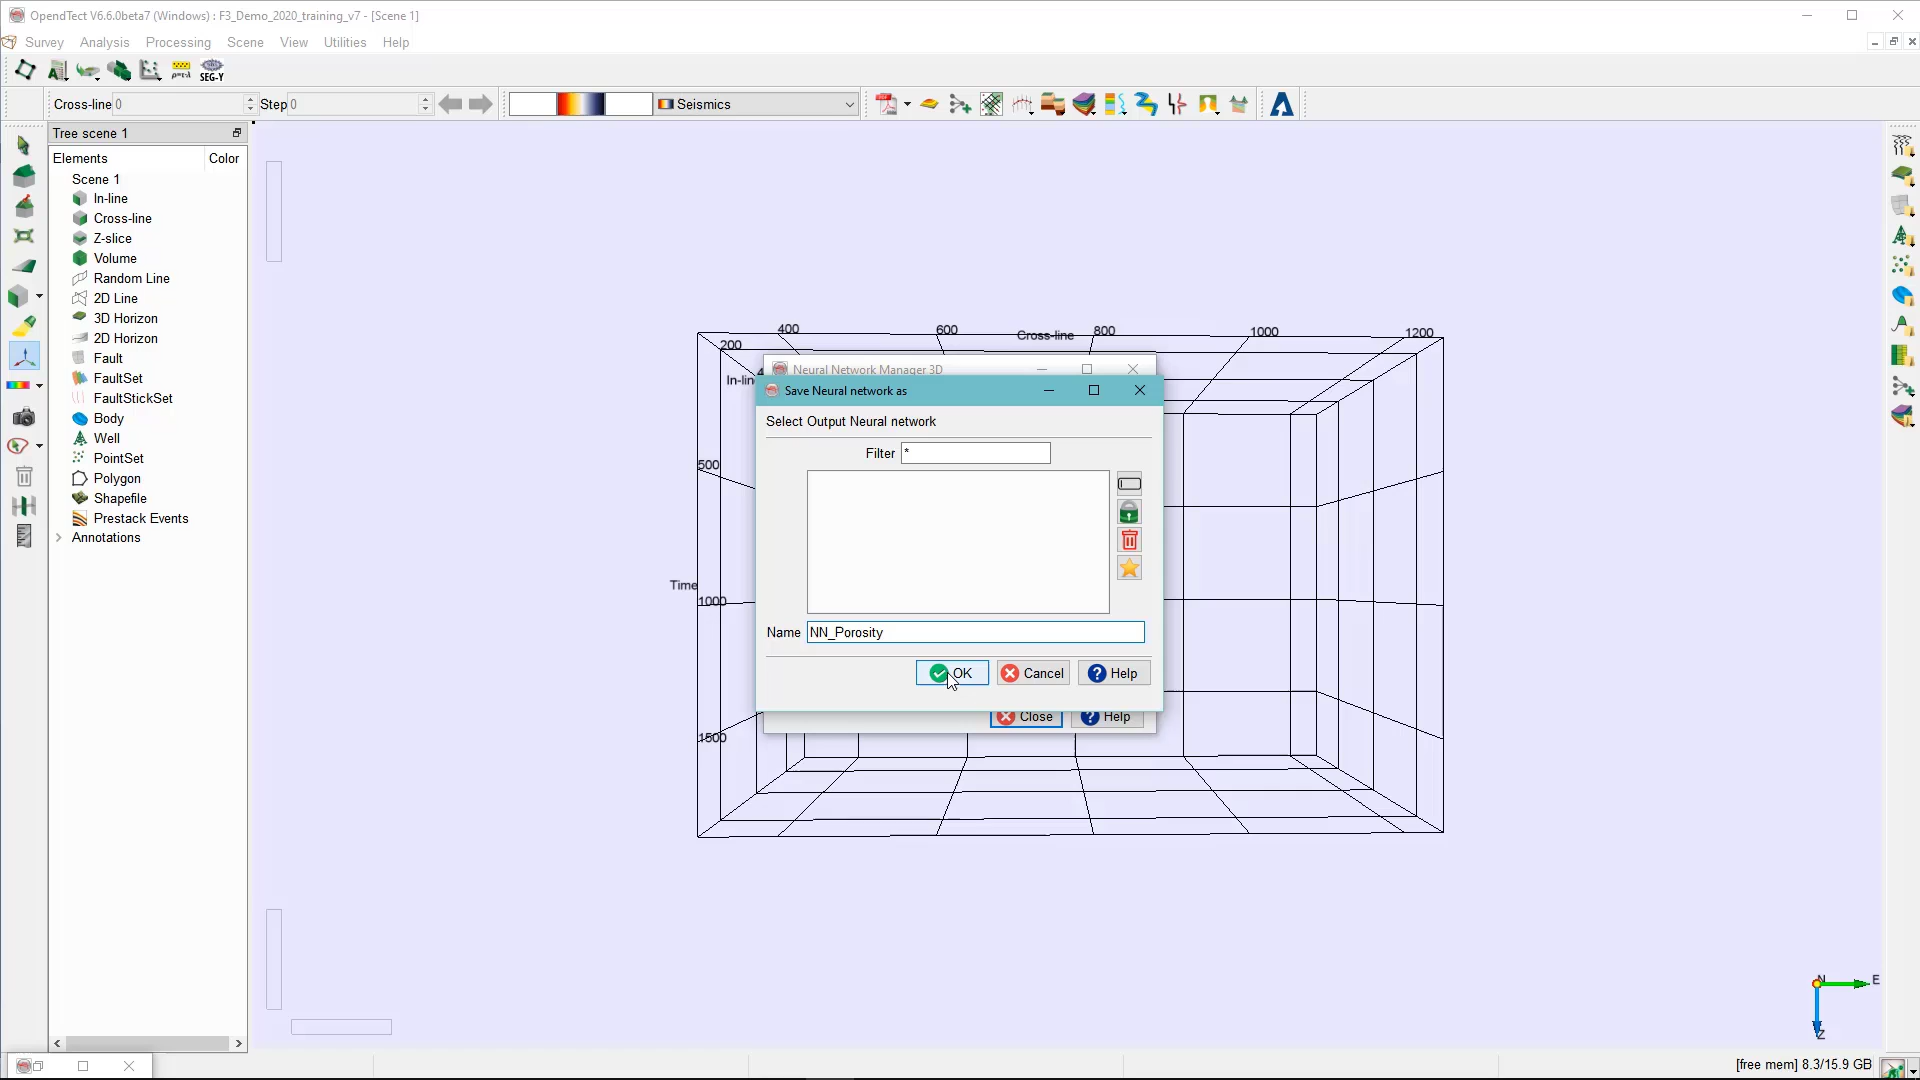 OpendTect V6.6.0beta7 (Windows) : F3_Demo_2020_training_v7 - [Scene 1]
Survey Analysis Processing Scene View Utilities Help
SEG-Y
Cross-line 0 Step 0 Seismics
Tree scene 1
Elements Color
Scene 1
In-line
Cross-line
Z-slice
Volume
Random Line
2D Line
3D Horizon
2D Horizon
Fault
FaultSet
FaultStickSet
Body
Well
PointSet
Polygon
Shapefile
Prestack Events
Annotations
400 600 Cross-line 800 1000 1200
200
In-lin 4
500
Time
1000
1500
Neural Network Manager 3D
Save Neural network as
Select Output Neural network
Filter *
Name NN_Porosity
OK Cancel Help
Close Help
N E
Z
[free mem] 8.3/15.9 GB